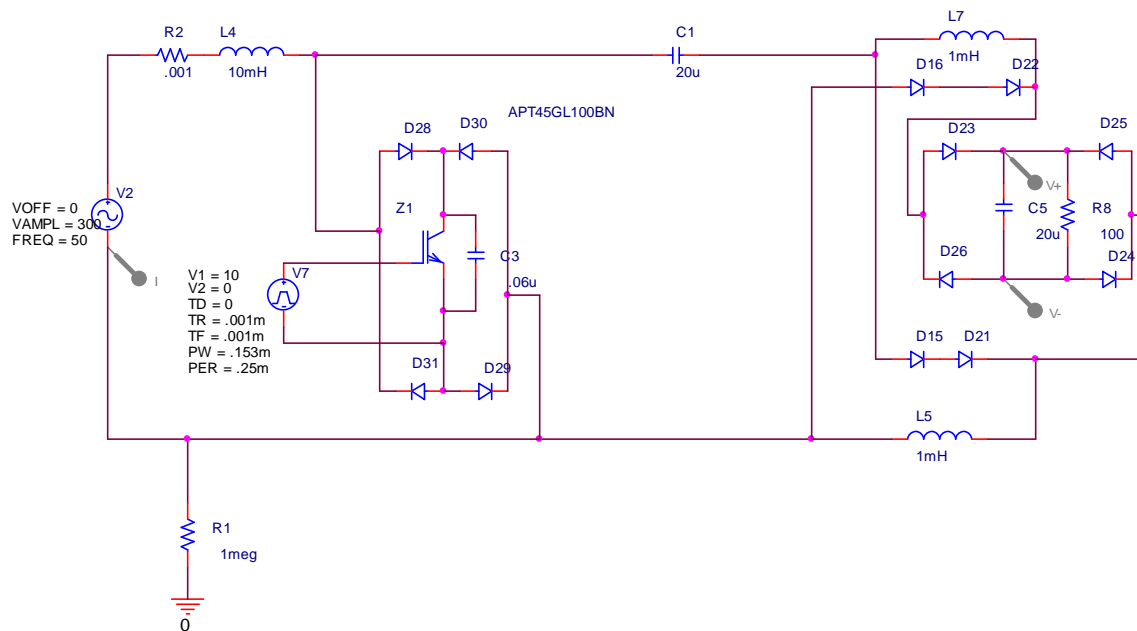 R2
L4
.001
10mH
C1
20u
L7
1mH
D16
D22
APT45GL100BN
D28
D30
D23
D25
V+
C5
20u
R8
100
V2
VOFF = 0
VAMPL = 300
FREQ = 50
I
Z1
C3
.06u
D26
D24
V-
V7
V1 = 10
V2 = 0
TD = 0
TR = .001m
TF = .001m
PW = .153m
PER = .25m
D31
D29
D15
D21
L5
1mH
R1
1meg
0